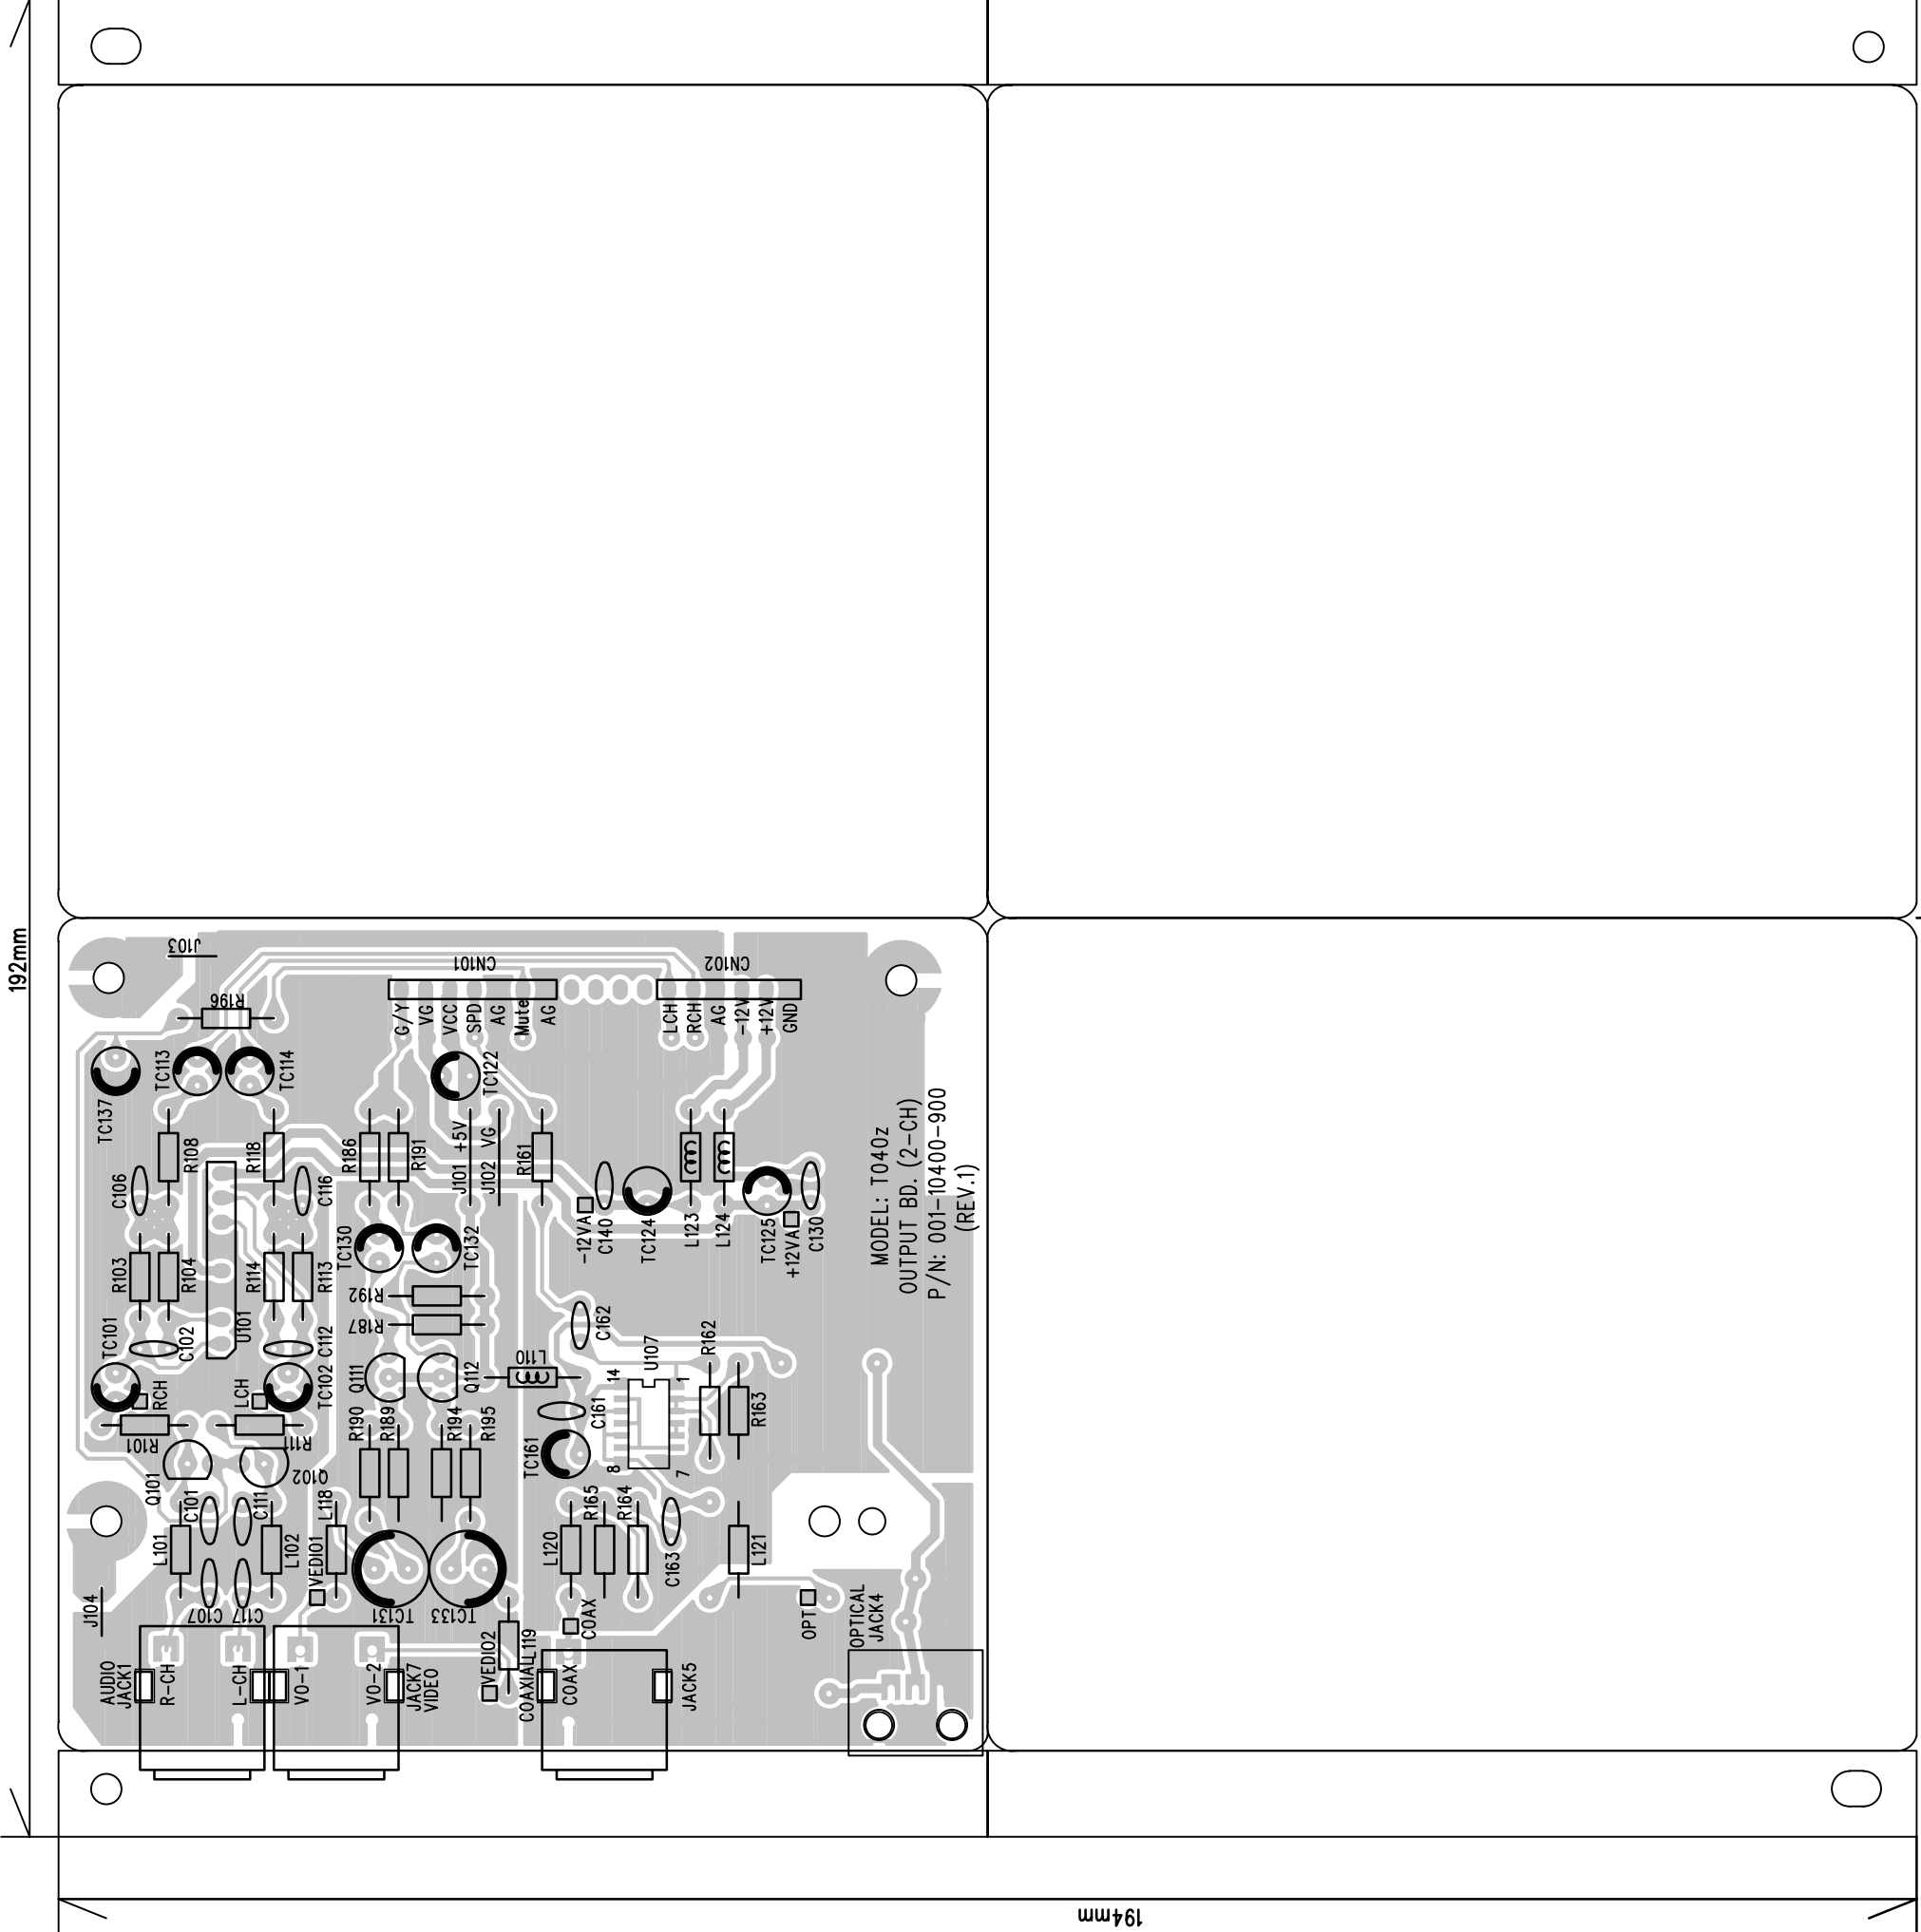 192mm
J103
CN101
CN102
R196
G/Y
VG
VCC
SPD
AG
Mute
AG
LCH
RCH
AG
-12V
+12V
GND
TC137
TC113
TC114
TC122
R108
R118
R186
R191
J101 +5V
J102 VG
R161
C106
C116
-12VA
C140
TC124
L123
L124
TC125
+12VA
C130
MODEL: T040z
OUTPUT BD. (2-CH)
P/N: 001-10400-900
(REV.1)
R103
R104
R114
R113
TC130
TC132
R192
R187
TC101
C102
U101
C112
TC102
RCH
LCH
Q111
Q112
L110
C162
U107
14
1
8
7
R162
R163
C161
TC161
R101
R111
Q101
Q102
R190
R189
R194
R195
C101
C111
L101
L102
L118
VEDIO1
L120
R165
R164
C163
L121
J104
C107
C117
TC131
TC133
VEDIO2
L119
COAX
OPT
OPTICAL
JACK4
AUDIO
JACK1
R-CH
L-CH
VO-1
VO-2
JACK7
VIDEO
COAXIAL
COAX
JACK5
194mm